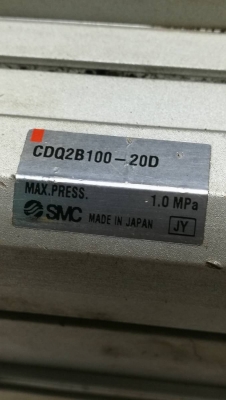 CDQ2B100-20D
MAX.PRESS. 1.0 MPa
SMC MADE IN JAPAN JY